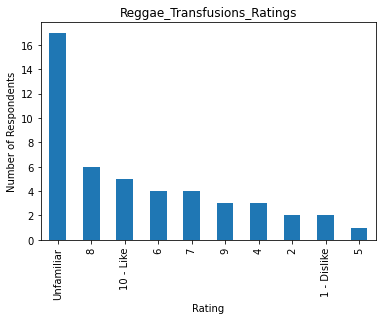 Reggae_Transfusions_Ratings
Number of Respondents
16
14
12
10
8
6
4
2
0
Unfamiliar
8
10 - Like
6
7
9
4
2
1 - Dislike
5
Rating